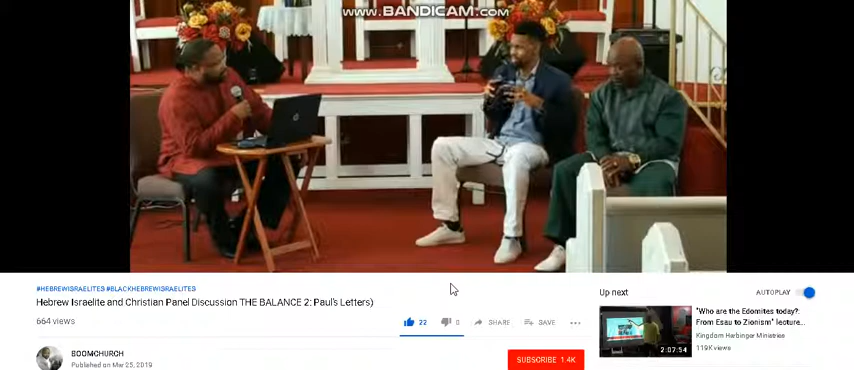 www.BANDICAM.com
#HEBREWISRAELITES #BLACKHEBREWISRAELITES
Hebrew Israelite and Christian Panel Discussion THE BALANCE 2: Paul's Letters)
664 views
22
0
SHARE
SAVE
BOOMCHURCH
Published on Mar 25, 2019
SUBSCRIBE 1.4K
Up next
AUTOPLAY
"Who are the Edomites today?:
From Esau to Zionism" lecture...
Kingdom Harbinger Ministries
119K views
2:07:54